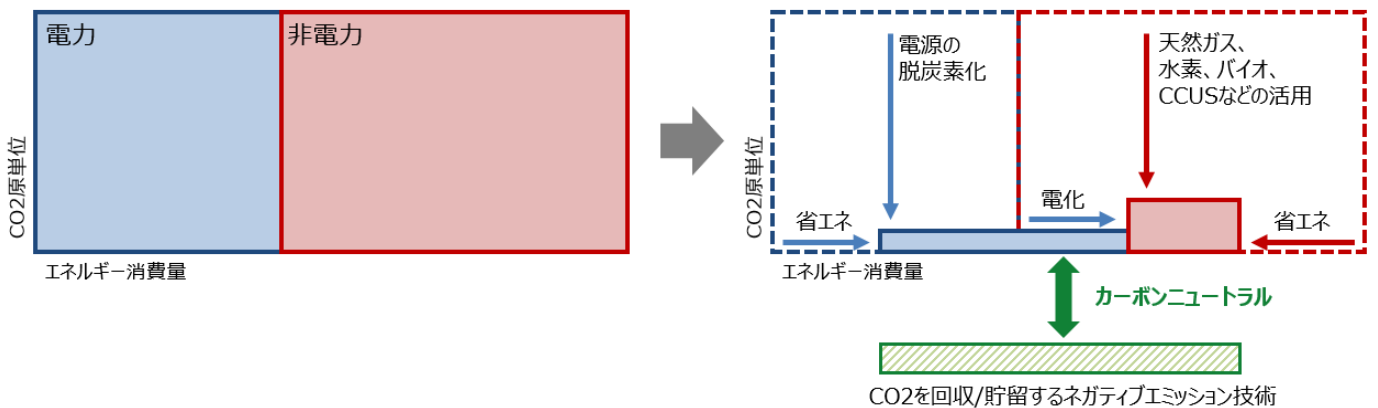 電力
非電力
CO2原単位
エネルギー消費量
電源の
脱炭素化
天然ガス、
水素、バイオ、
CCUSなどの活用
CO2原単位
省エネ
電化
省エネ
エネルギー消費量
カーボンニュートラル
CO2を回収/貯留するネガティブエミッション技術